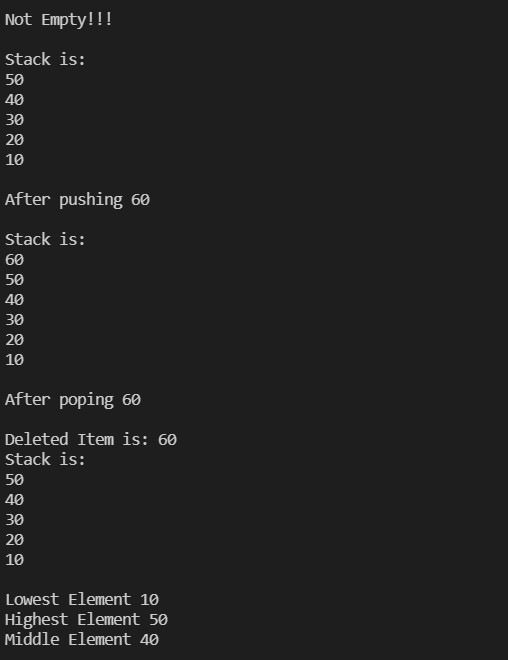 Not Empty!!!
Stack is:
50
40
30
20
10
After pushing 60
Stack is:
60
50
40
30
20
10
After poping 60
Deleted Item is: 60
Stack is:
50
40
30
20
10
Lowest Element 10
Highest Element 50
Middle Element 40